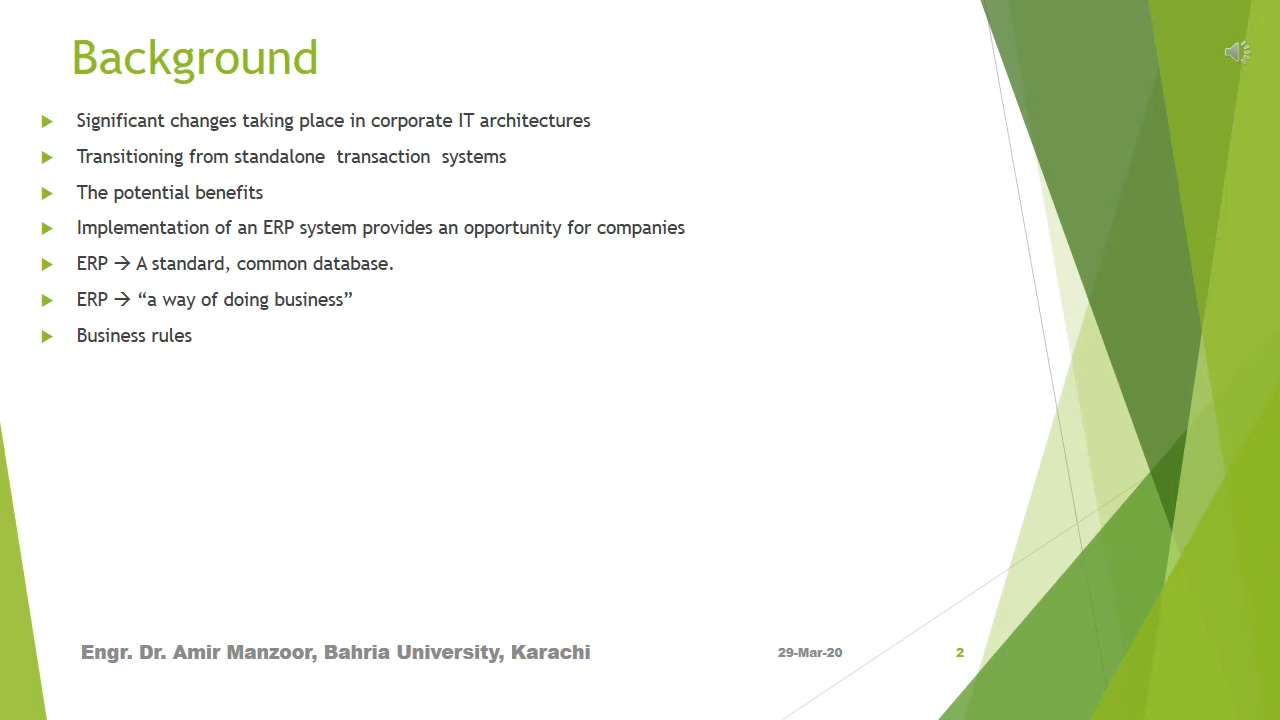 Background
Significant changes taking place in corporate IT architectures
Transitioning from standalone transaction systems
The potential benefits
Implementation of an ERP system provides an opportunity for companies
ERP → A standard, common database.
ERP → “a way of doing business”
Business rules
Engr. Dr. Amir Manzoor, Bahria University, Karachi 29-Mar-20 2